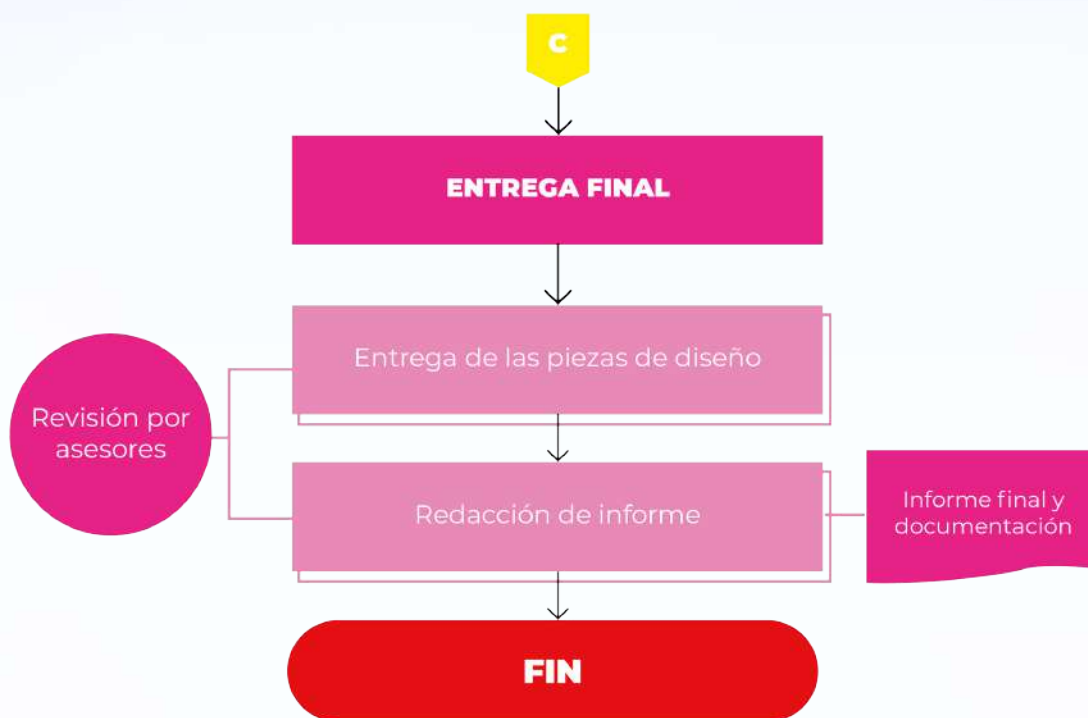 C
ENTREGA FINAL
Entrega de las piezas de diseño
Revisión por
asesores
Redacción de informe
Informe final y
documentación
FIN